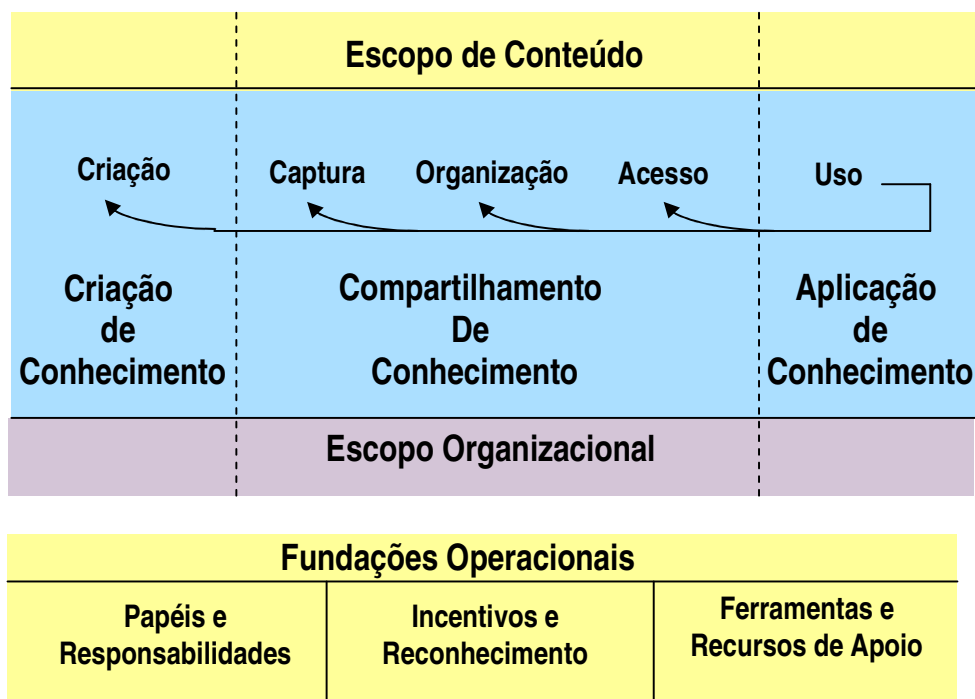 Escopo de Conteúdo
Criação
Captura
Organização
Acesso
Uso
Criação
de
Conhecimento
Compartilhamento
De
Conhecimento
Aplicação
de
Conhecimento
Escopo Organizacional
Fundações Operacionais
Papéis e
Responsabilidades
Incentivos e
Reconhecimento
Ferramentas e
Recursos de Apoio